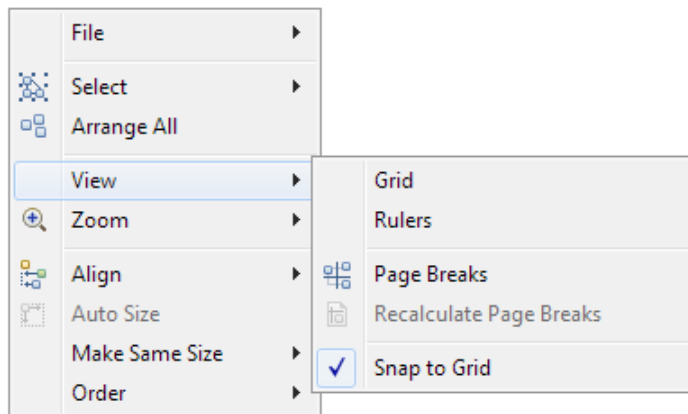 File
Select
Arrange All
View
Zoom
Align
Auto Size
Make Same Size
Order
Grid
Rulers
Page Breaks
Recalculate Page Breaks
Snap to Grid